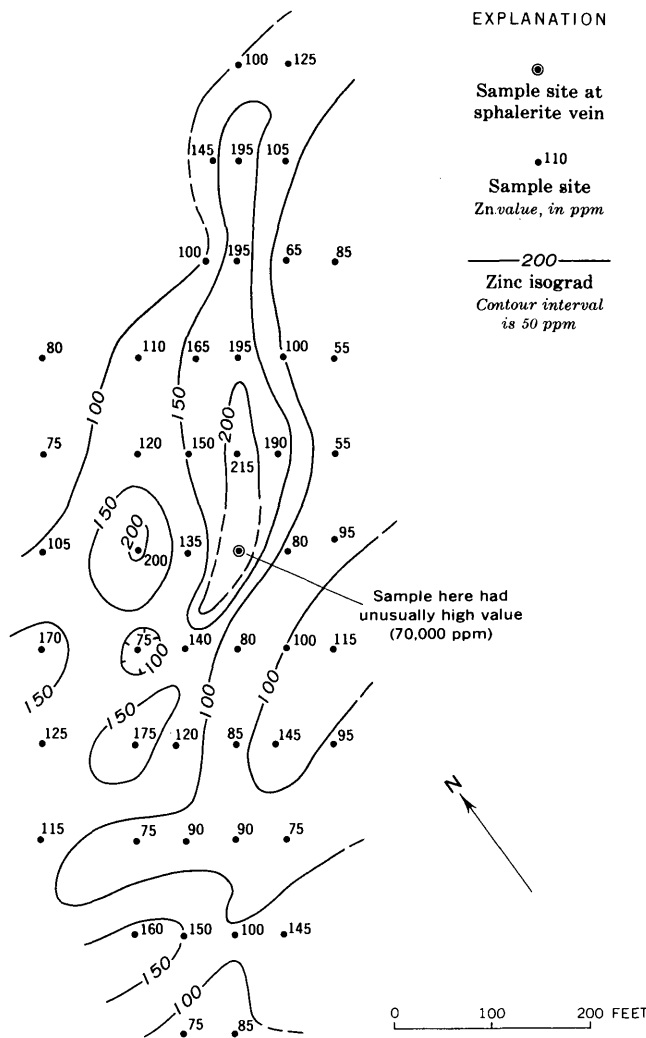 EXPLANATION
Sample site at
sphalerite vein
110
Sample site
Zn value, in ppm
200
Zinc isograd
Contour interval
is 50 ppm
100 125
145 195 105
100 195 65 85
80 110 165 195 100 55
100 150 200
75 120 150 215 190 55
150
200
105 200 135 80 95
Sample here had
unusually high value
(70,000 ppm)
170 75 140 80 100 115
100
150 150 100 100
125 175 120 85 145 95
N
115 75 90 90 75
160 150 100 145
150
100
75 85
0 100 200 FEET